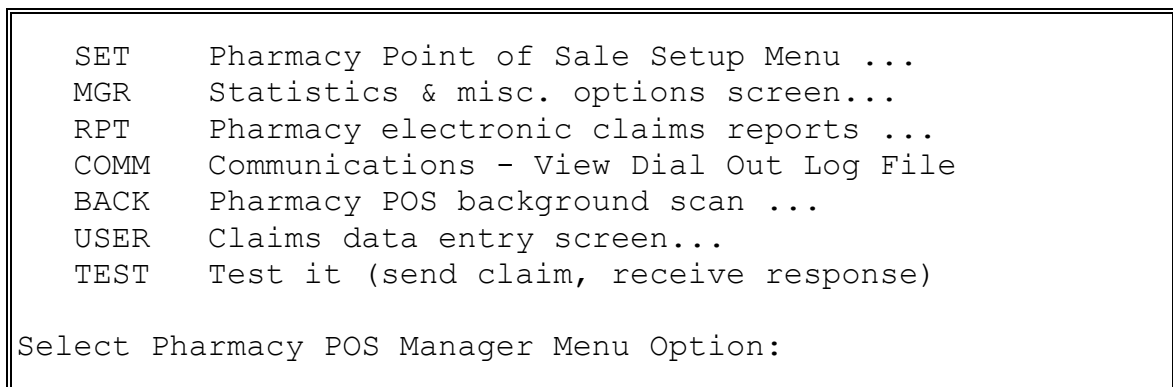 SET Pharmacy Point of Sale Setup Menu ...
MGR Statistics & misc. options screen...
RPT Pharmacy electronic claims reports ...
COMM Communications - View Dial Out Log File
BACK Pharmacy POS background scan ...
USER Claims data entry screen...
TEST Test it (send claim, receive response)
Select Pharmacy POS Manager Menu Option: